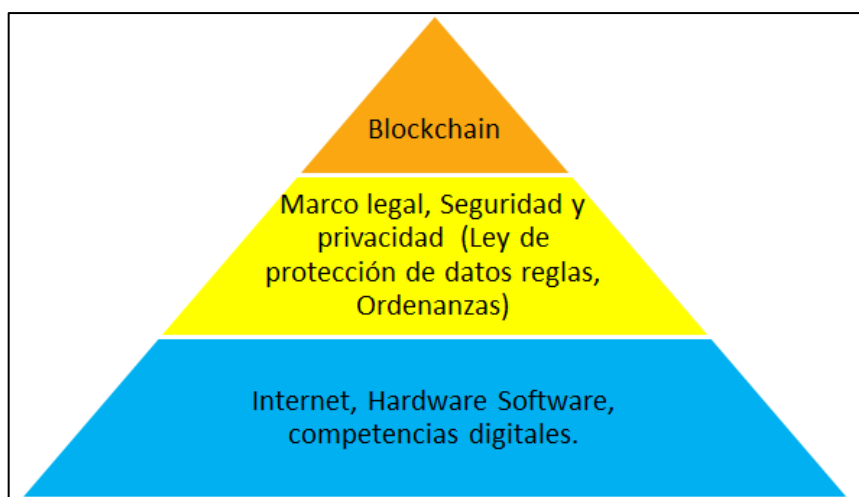 Blockchain
Marco legal, Seguridad y
privacidad (Ley de
protección de datos reglas,
Ordenanzas)
Internet, Hardware Software,
competencias digitales.